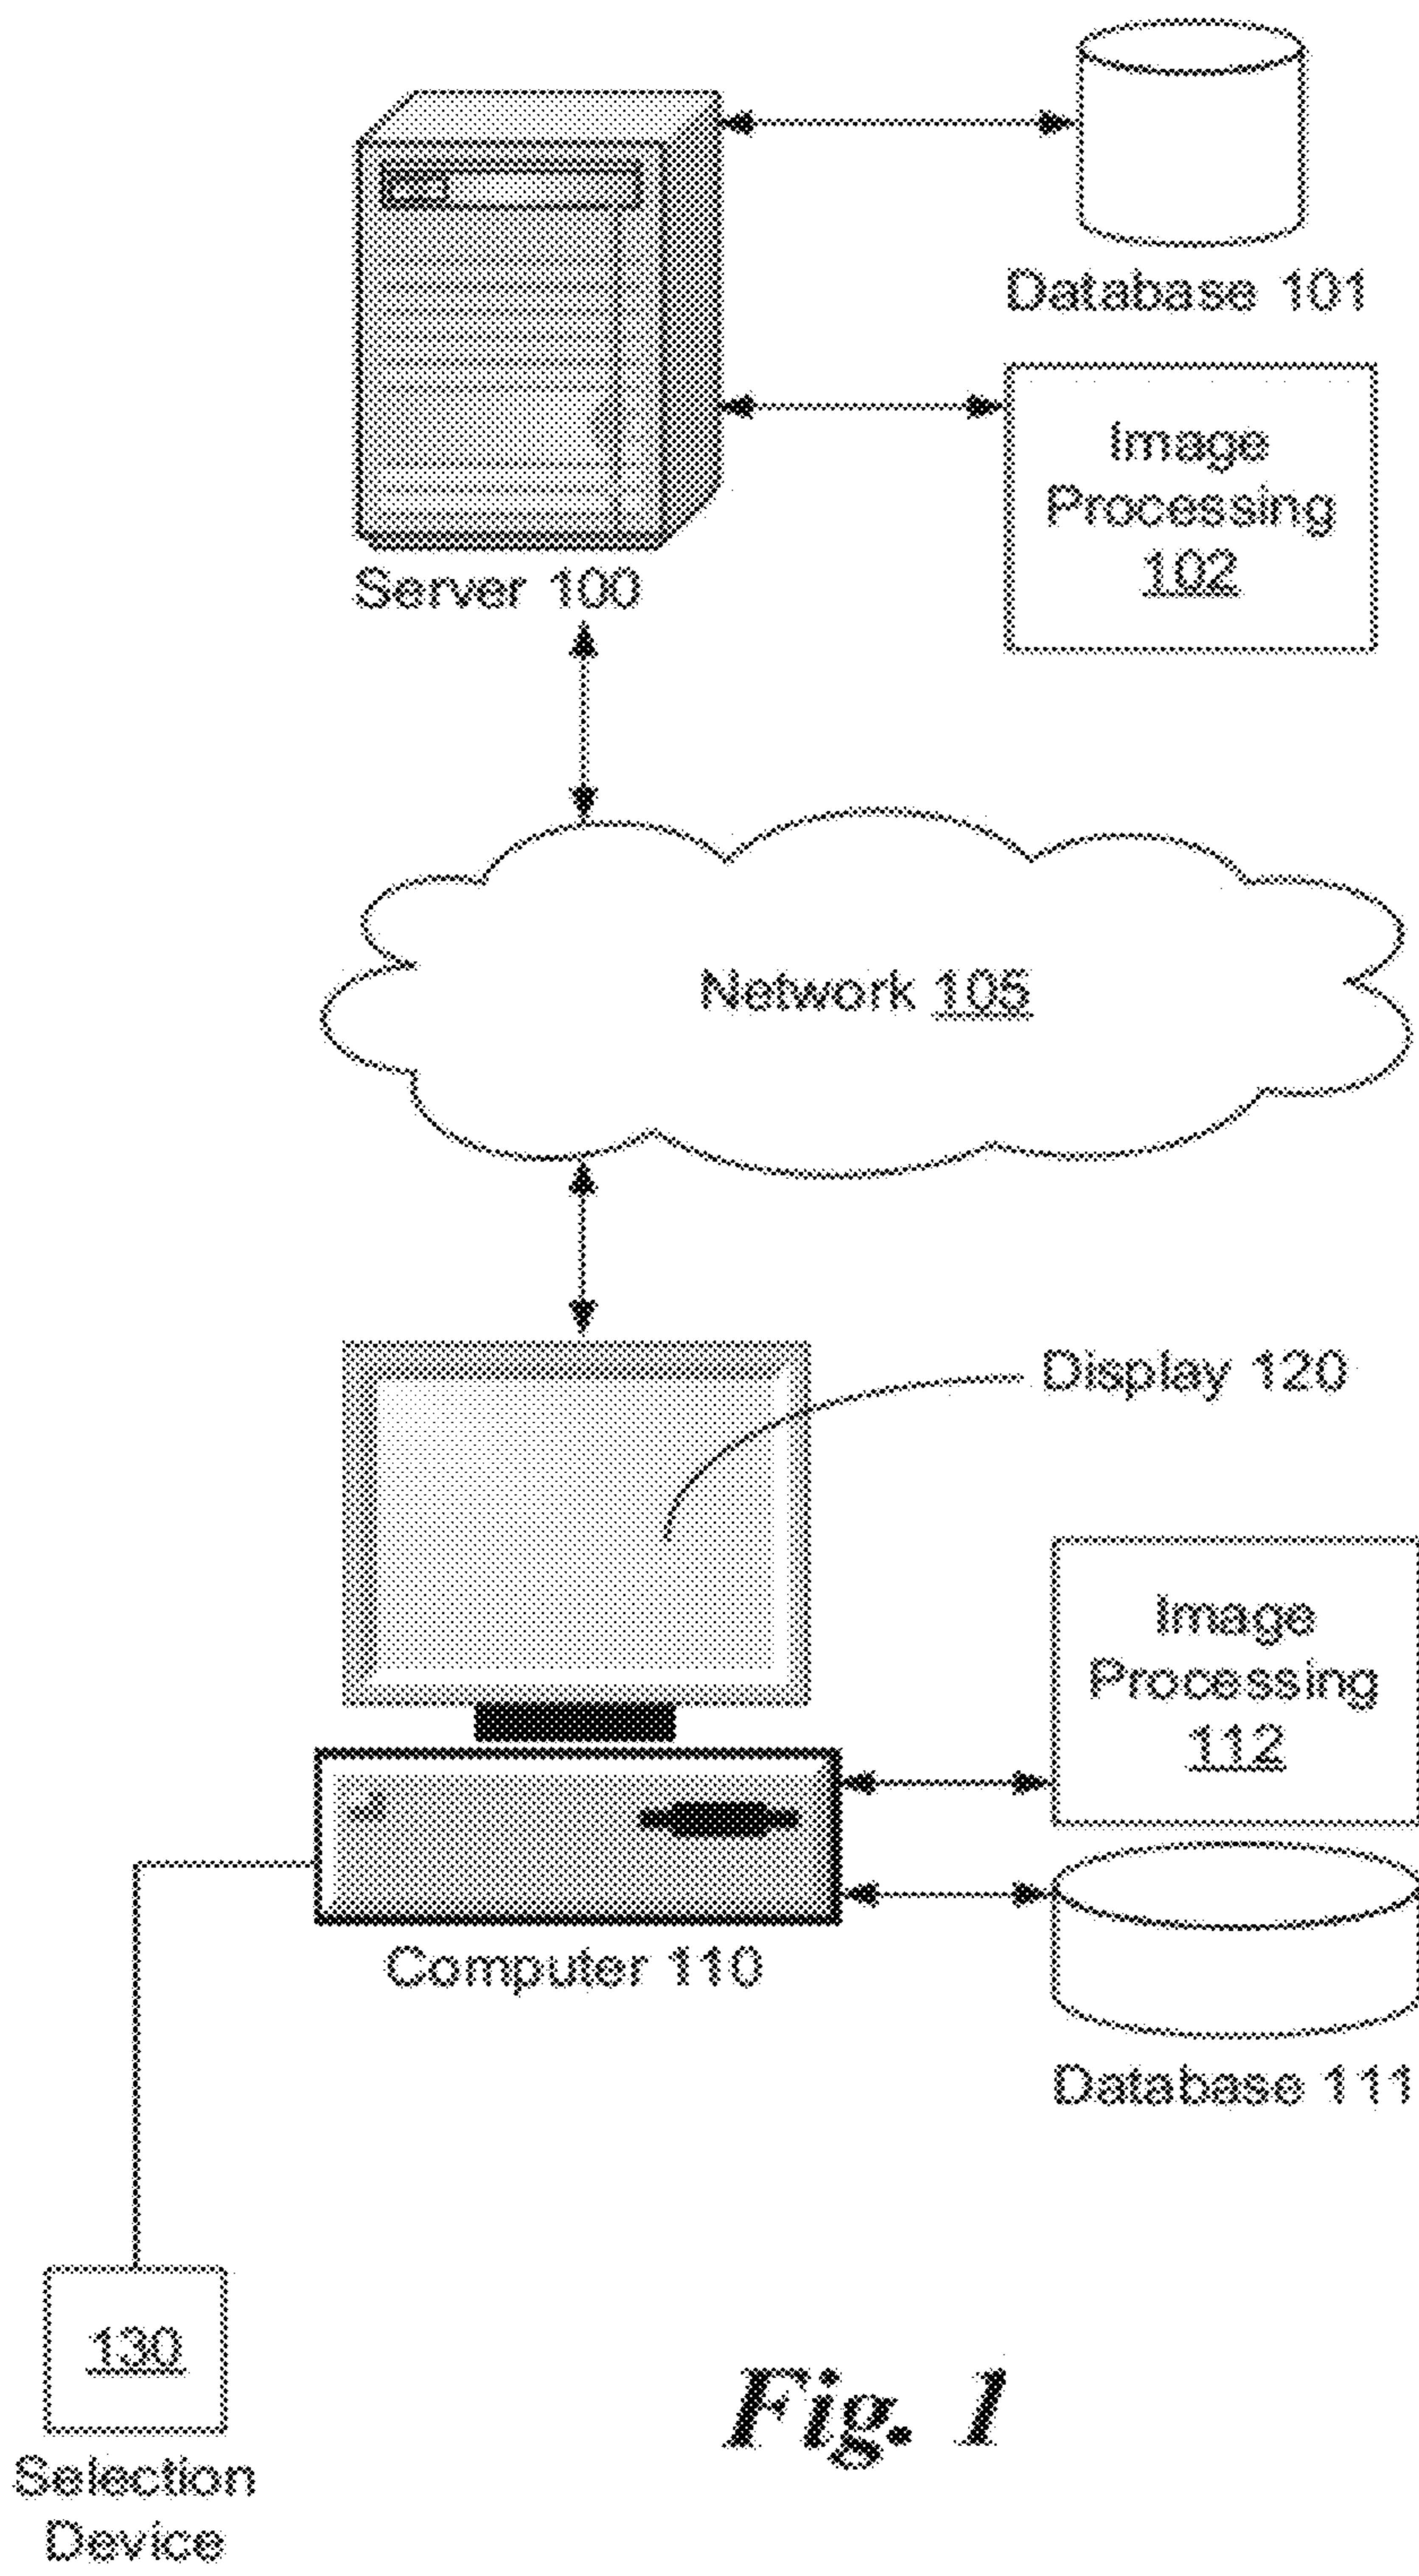 Database 101
Image
Processing
102
Server 100
Network 105
Display 120
Image
Processing
112
Computer 110
Database 111
130
Selection
Device
Fig. 1